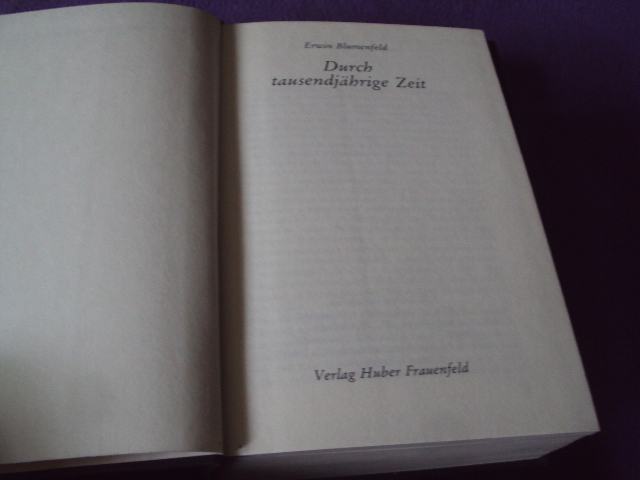 Erwin Blumenfeld
Durch
tausendjährige Zeit
Verlag Huber Frauenfeld